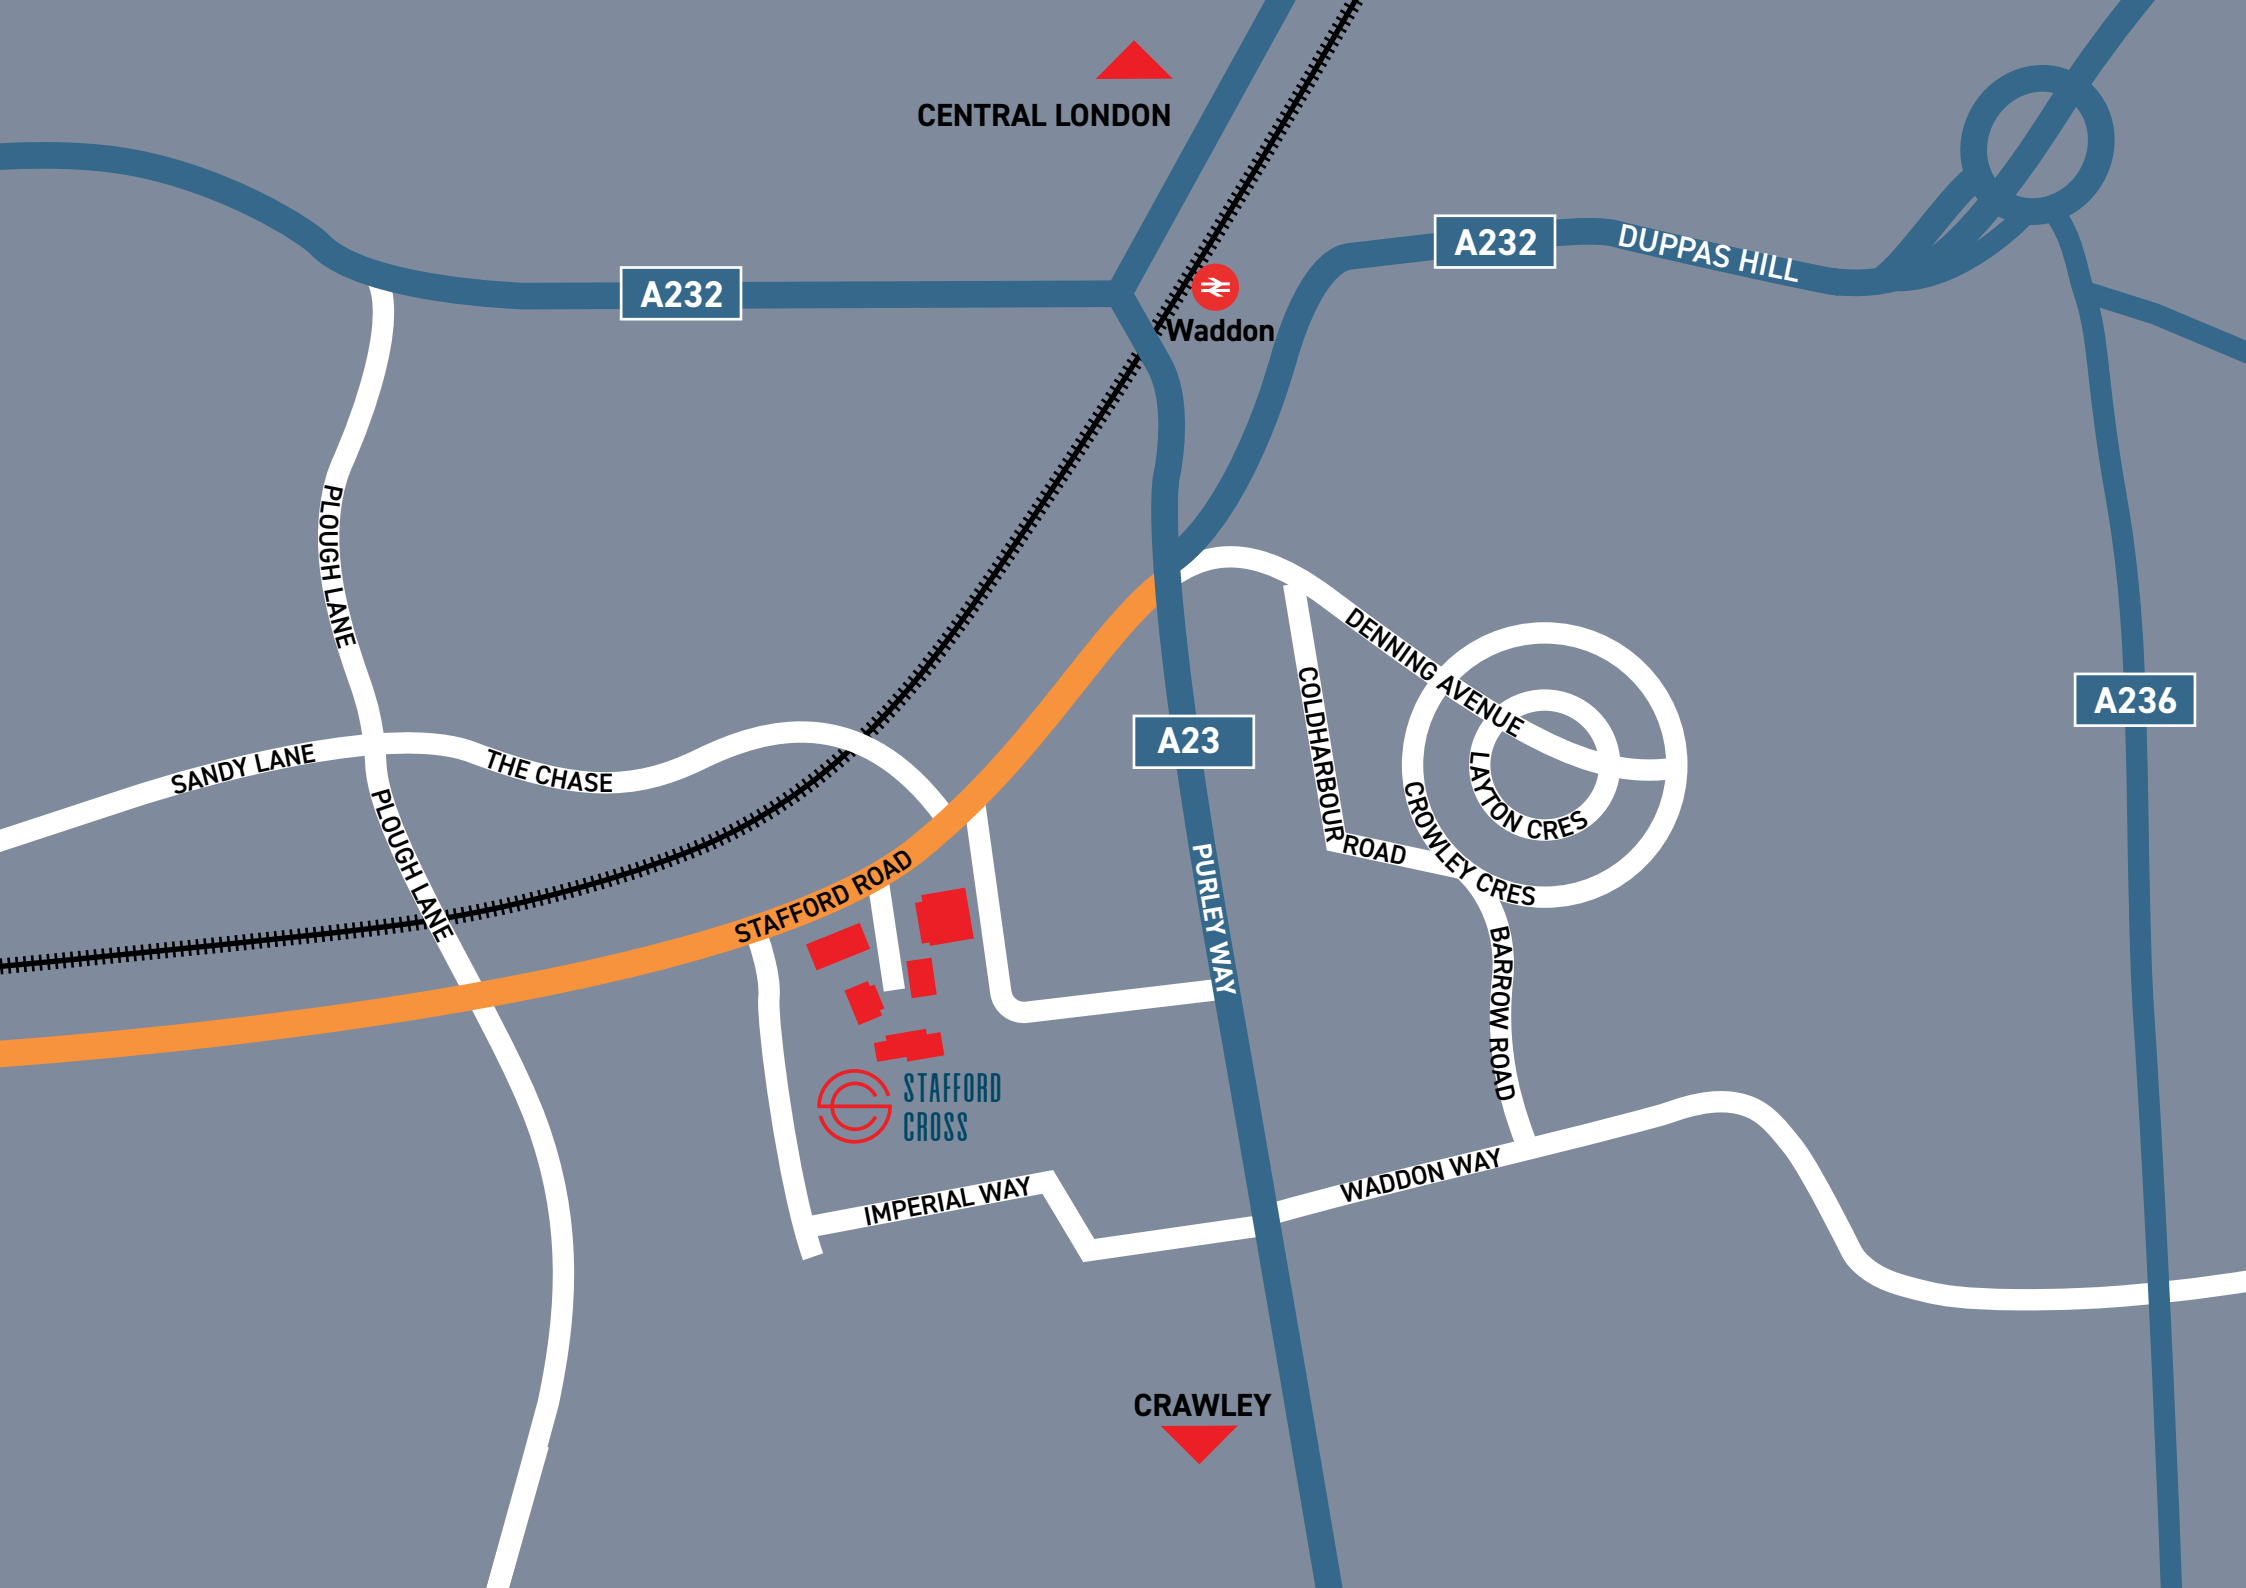 CENTRAL LONDON
A232
DUPPAS HILL
A232
Waddon
PLOUGH LANE
DENNING AVENUE
COLDHARBOUR
ROAD
A236
A23
SANDY LANE
THE CHASE
LAYTON CRES
CROWLEY CRES
PLOUGH LANE
STAFFORD ROAD
PURLEY WAY
BARROW ROAD
STAFFORD
CROSS
WADDON WAY
IMPERIAL WAY
CRAWLEY